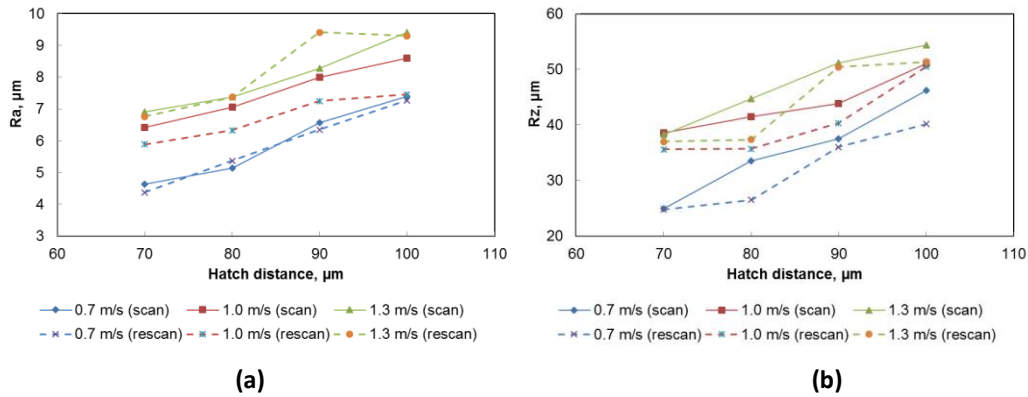 10
9
8
7
6
5
4
3
Ra, µm
60 70 80 90 100 110
Hatch distance, µm
0.7 m/s (scan) 1.0 m/s (scan) 1.3 m/s (scan)
0.7 m/s (rescan) 1.0 m/s (rescan) 1.3 m/s (rescan)
(a)
60
50
40
30
20
Rz, µm
60 70 80 90 100 110
Hatch distance, µm
0.7 m/s (scan) 1.0 m/s (scan) 1.3 m/s (scan)
0.7 m/s (rescan) 1.0 m/s (rescan) 1.3 m/s (rescan)
(b)